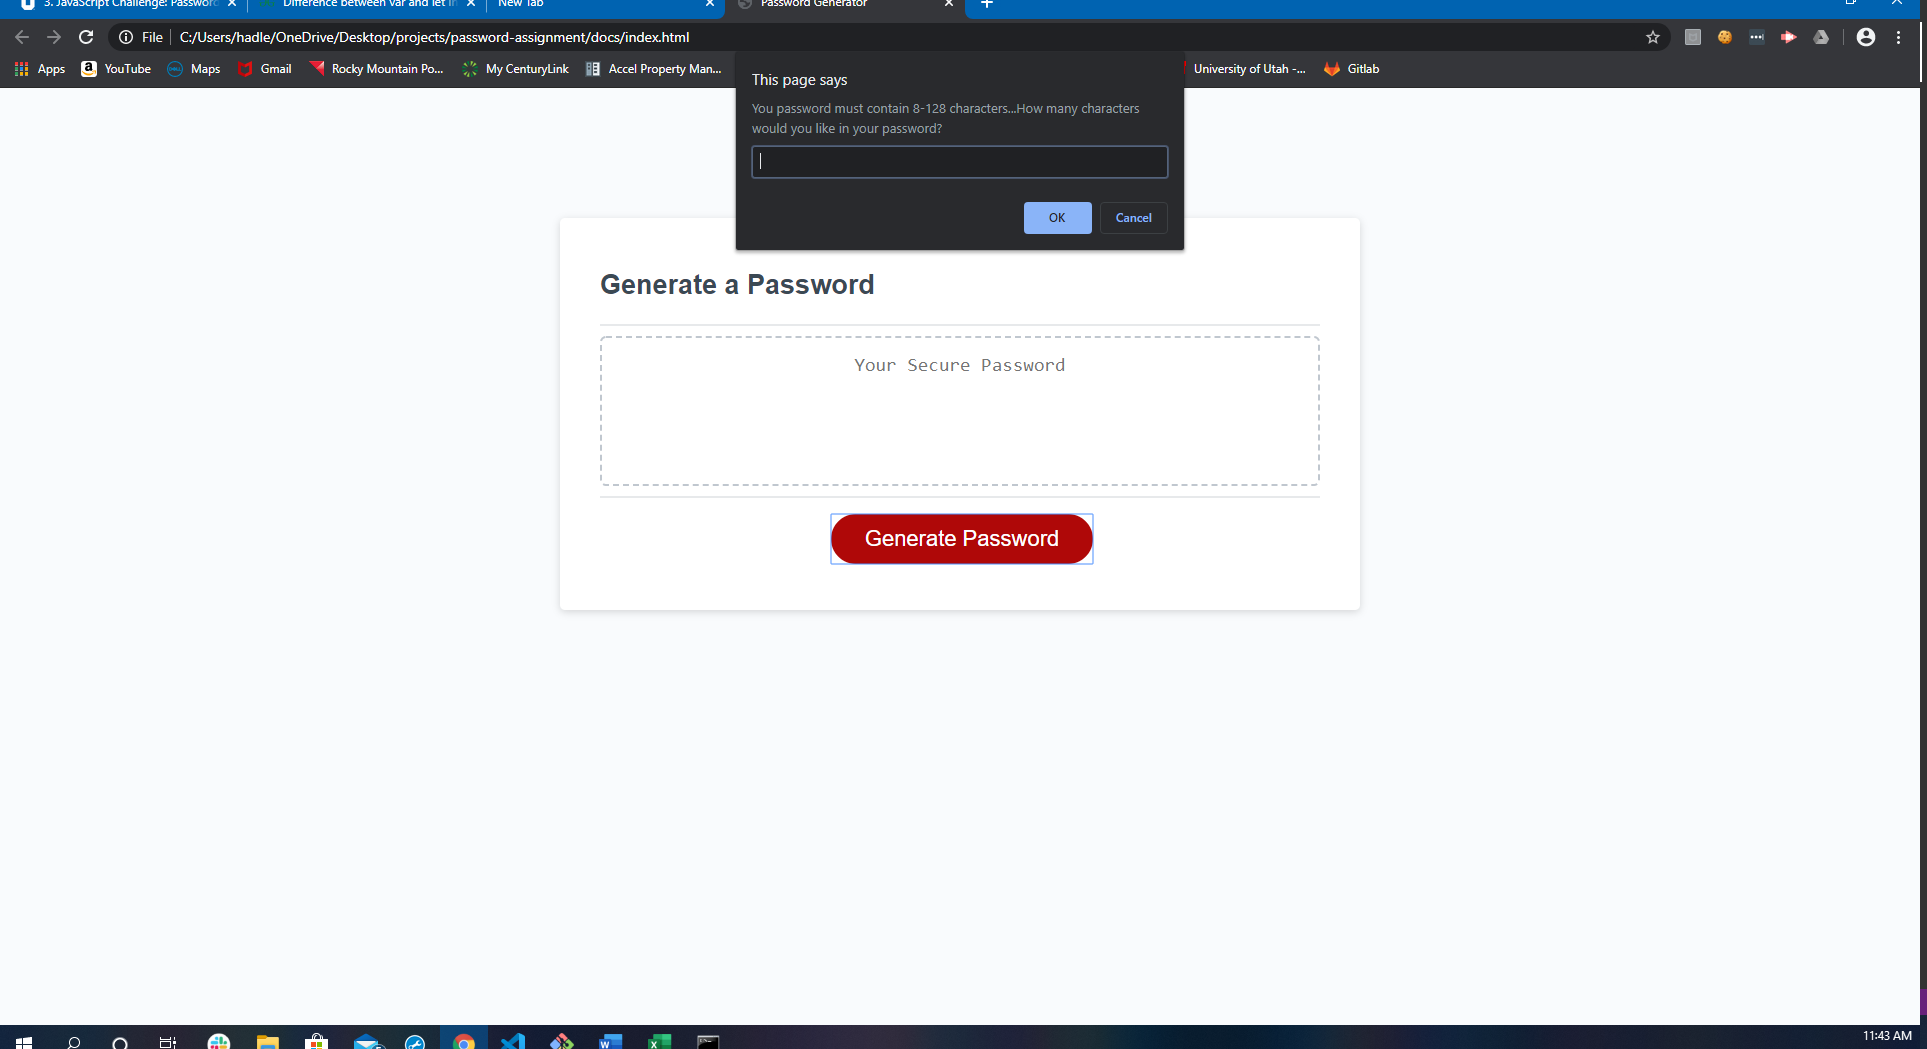 3. JavaScript Challenge: Password
Difference between var and let in
New Tab
Password Generator
File
C:/Users/hadle/OneDrive/Desktop/projects/password-assignment/docs/index.html
Apps
YouTube
Maps
Gmail
Rocky Mountain Po...
My CenturyLink
Accel Property Man...
University of Utah -...
Gitlab
This page says
You password must contain 8-128 characters...How many characters
would you like in your password?
OK
Cancel
Generate a Password
Your Secure Password
Generate Password
11:43 AM